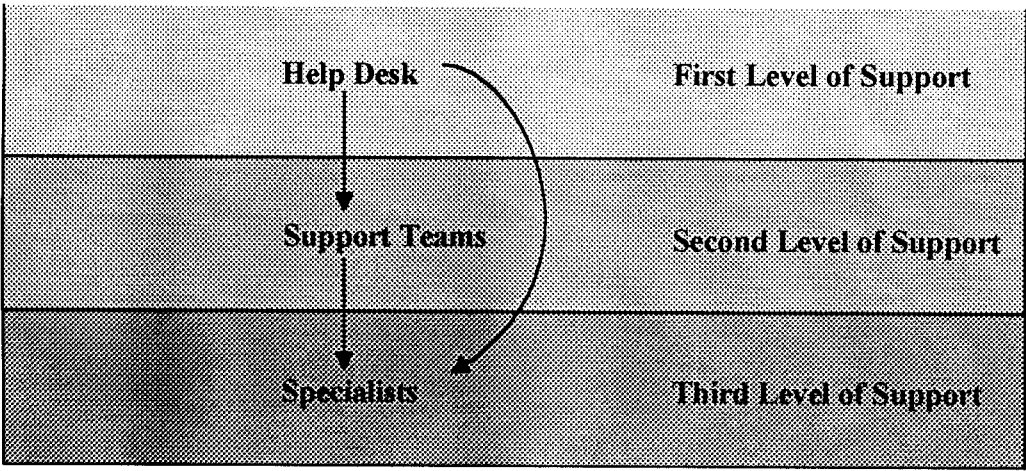 Help Desk First Level of Support
Support Teams Second Level of Support
Specialists Third Level of Support